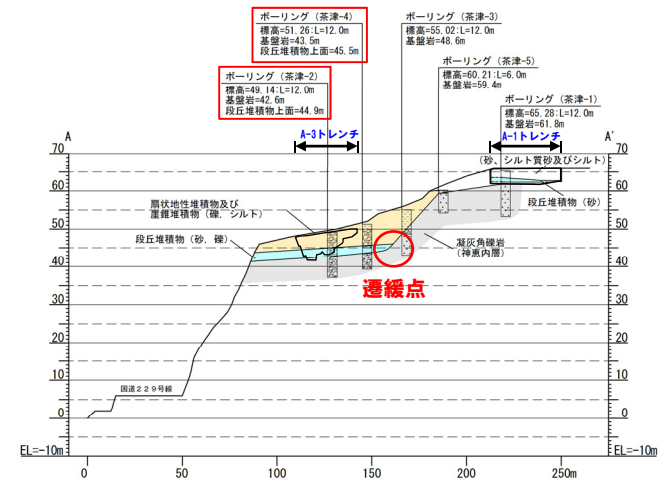 ボーリング（茶津-4）
標高=51.26:L=12.0m
基盤岩=43.5m
段丘堆積物上面=45.5m
ボーリング（茶津-3）
標高=55.02:L=12.0m
基盤岩=48.6m
ボーリング（茶津-2）
標高=49.14:L=12.0m
基盤岩=42.6m
段丘堆積物上面=44.9m
ボーリング（茶津-5）
標高=60.21:L=6.0m
基盤岩=59.4m
ボーリング（茶津-1）
標高=65.28:L=12.0m
基盤岩=61.8m
A
A-3トレンチ
A-1トレンチ
A'
70
60
50
40
30
20
10
0
EL=-10m
70
60
50
40
30
20
10
0
EL=-10m
（砂、シルト質砂及びシルト）
段丘堆積物（砂）
扇状地性堆積物及び
崖錐堆積物（礫、シルト）
段丘堆積物（砂、礫）
凝灰角礫岩
（神恵内層）
遷緩点
国道229号線
0
50
100
150
200
250m